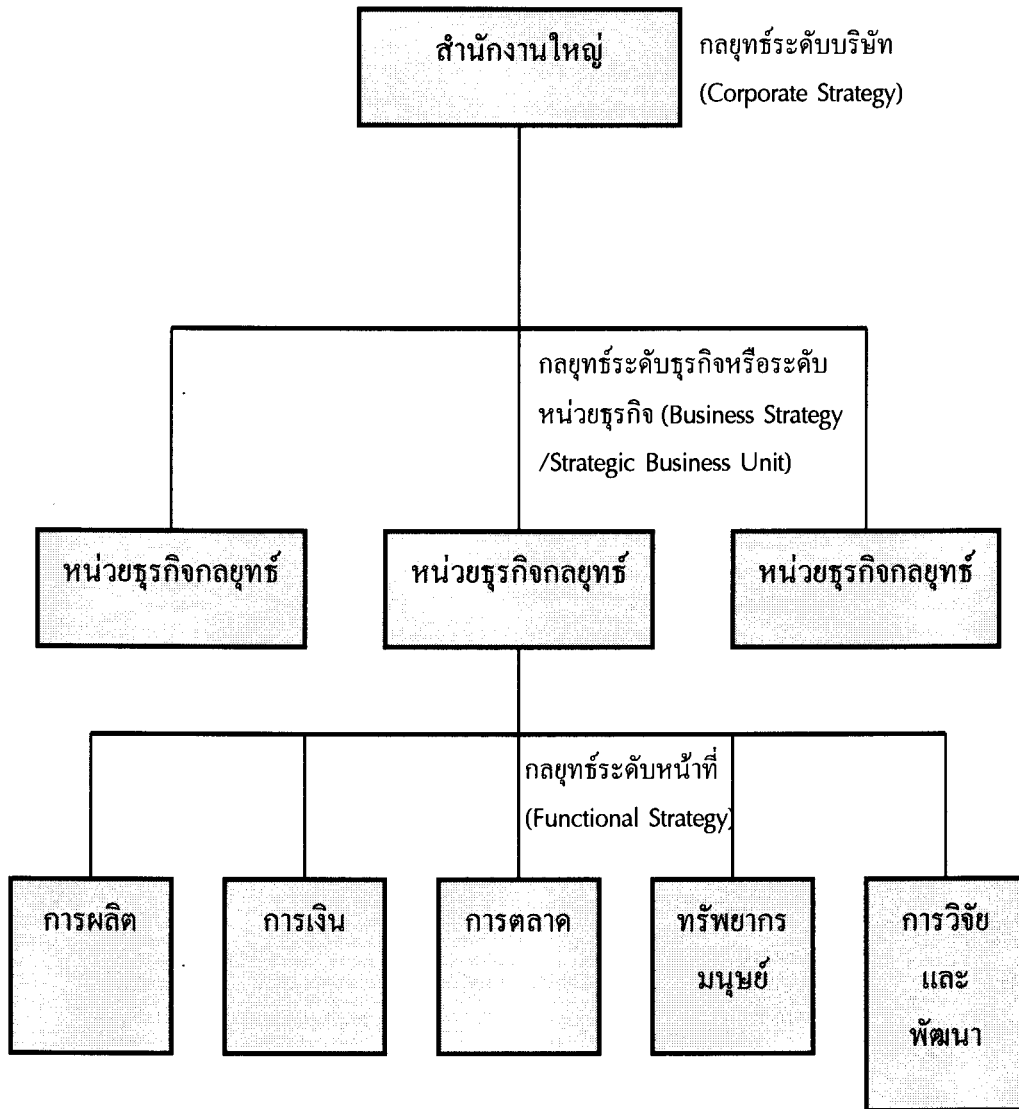 สำนักงานใหญ่
กลยุทธ์ระดับบริษัท
(Corporate Strategy)
กลยุทธ์ระดับธุรกิจหรือระดับ
หน่วยธุรกิจ (Business Strategy
/Strategic Business Unit)
หน่วยธุรกิจกลยุทธ์
หน่วยธุรกิจกลยุทธ์
หน่วยธุรกิจกลยุทธ์
กลยุทธ์ระดับหน้าที่
(Functional Strategy)
การผลิต
การเงิน
การตลาด
ทรัพยากร
มนุษย์
การวิจัย
และ
พัฒนา